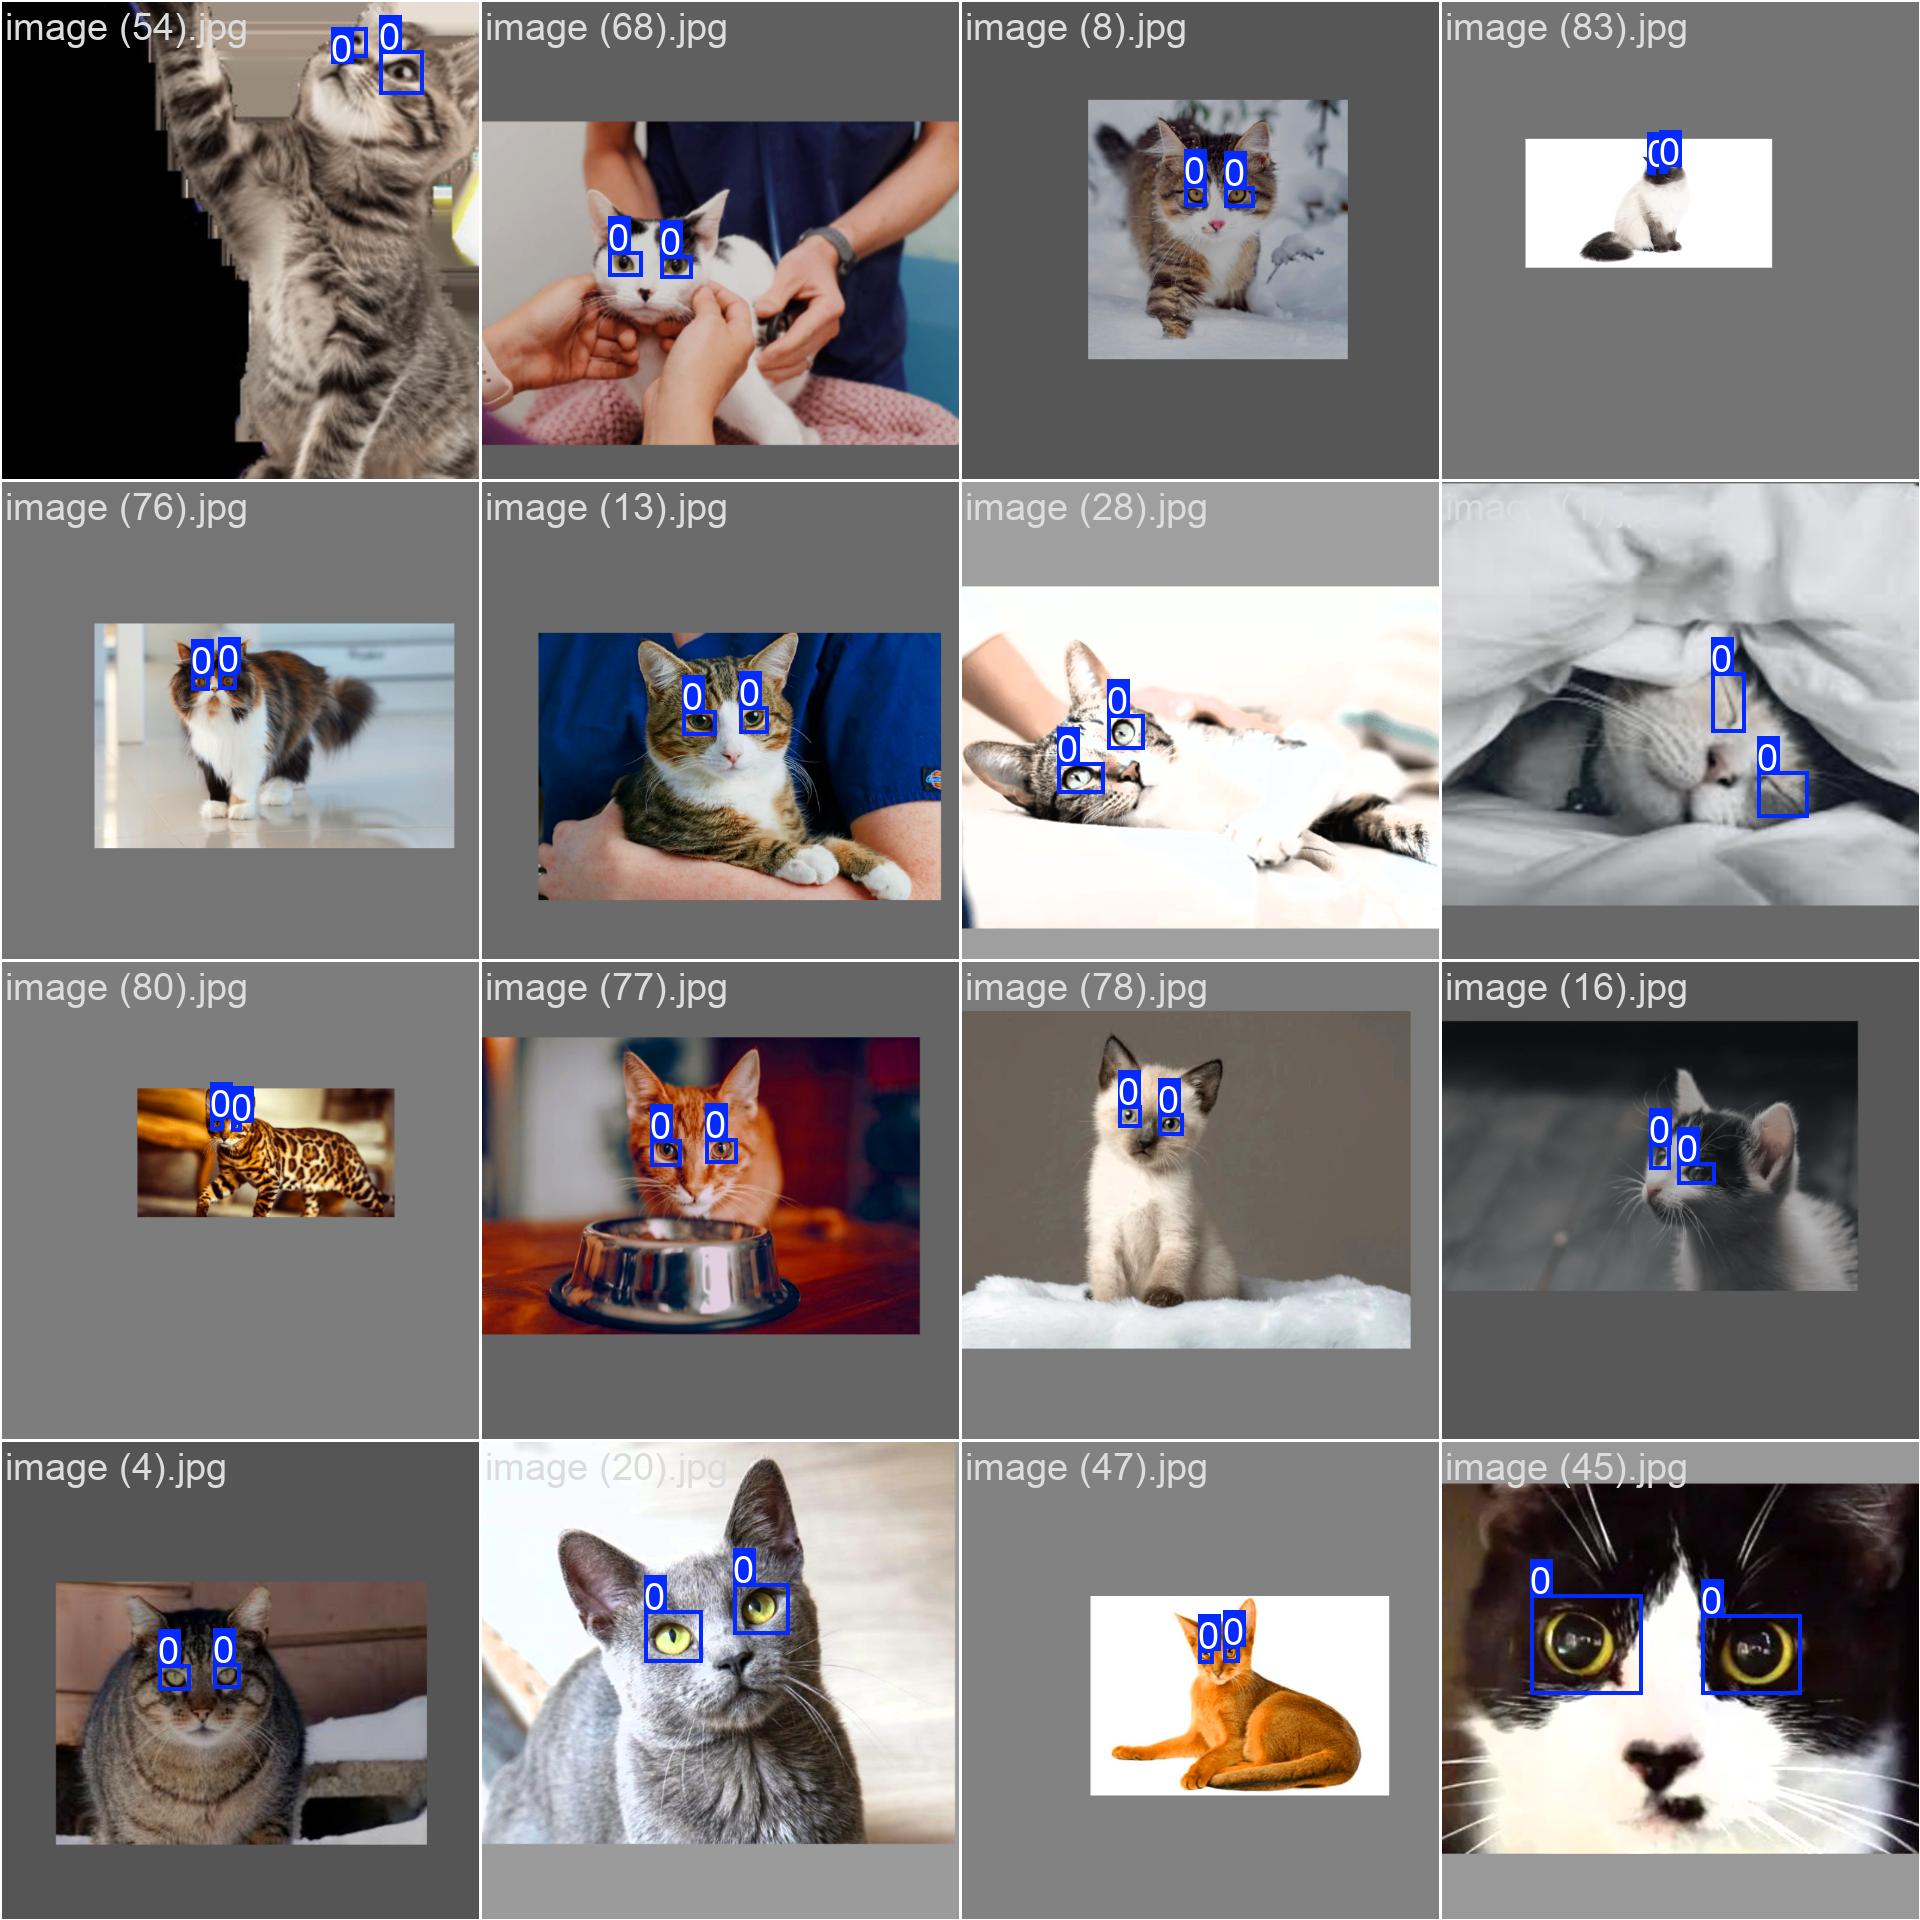 image (54).jpg
image (68).jpg
image (8).jpg
image (83).jpg
0
0
0
0
0
0
0
0
image (76).jpg
image (13).jpg
image (28).jpg
image (1).jpg
0
0
0
0
0
0
0
0
image (80).jpg
image (77).jpg
image (78).jpg
image (16).jpg
0
0
0
0
0
0
0
0
image (4).jpg
image (20).jpg
image (47).jpg
image (45).jpg
0
0
0
0
0
0
0
0